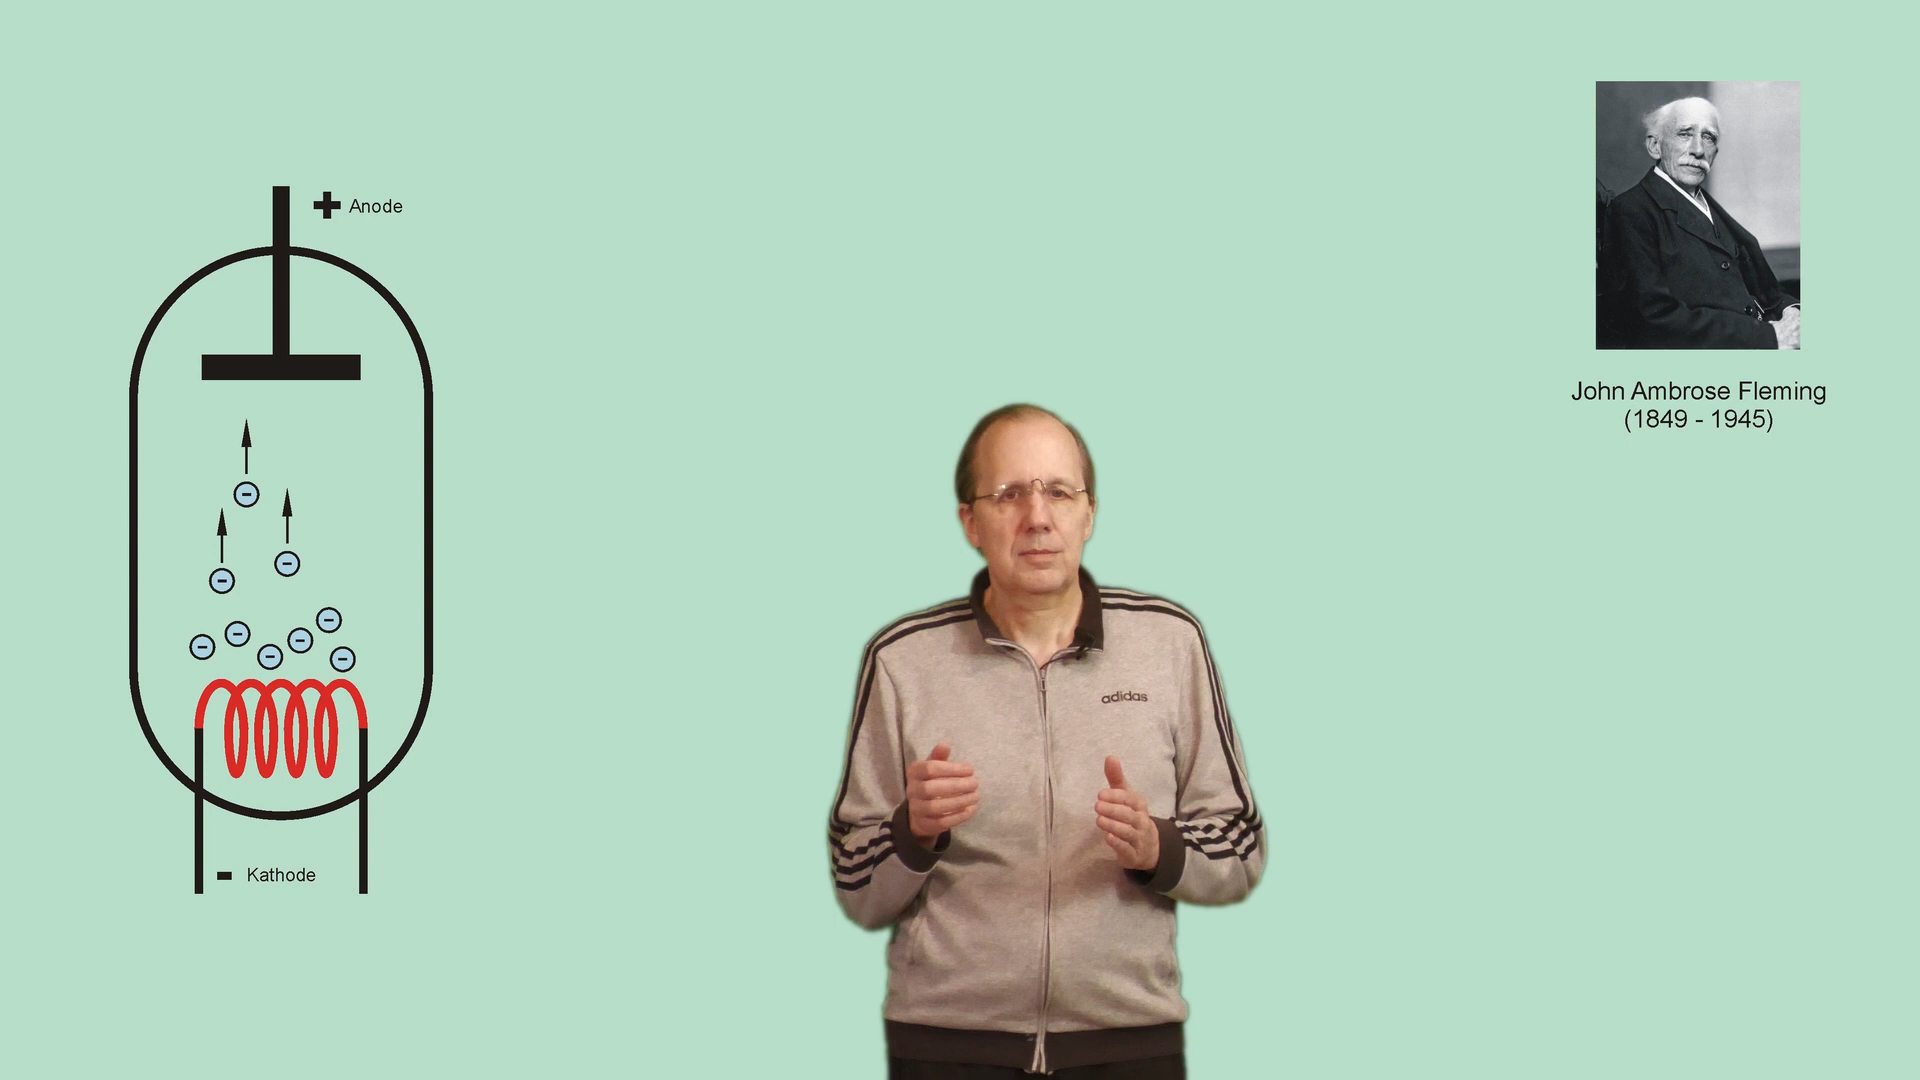 + Anode
John Ambrose Fleming
(1849 - 1945)
adidas
- Kathode